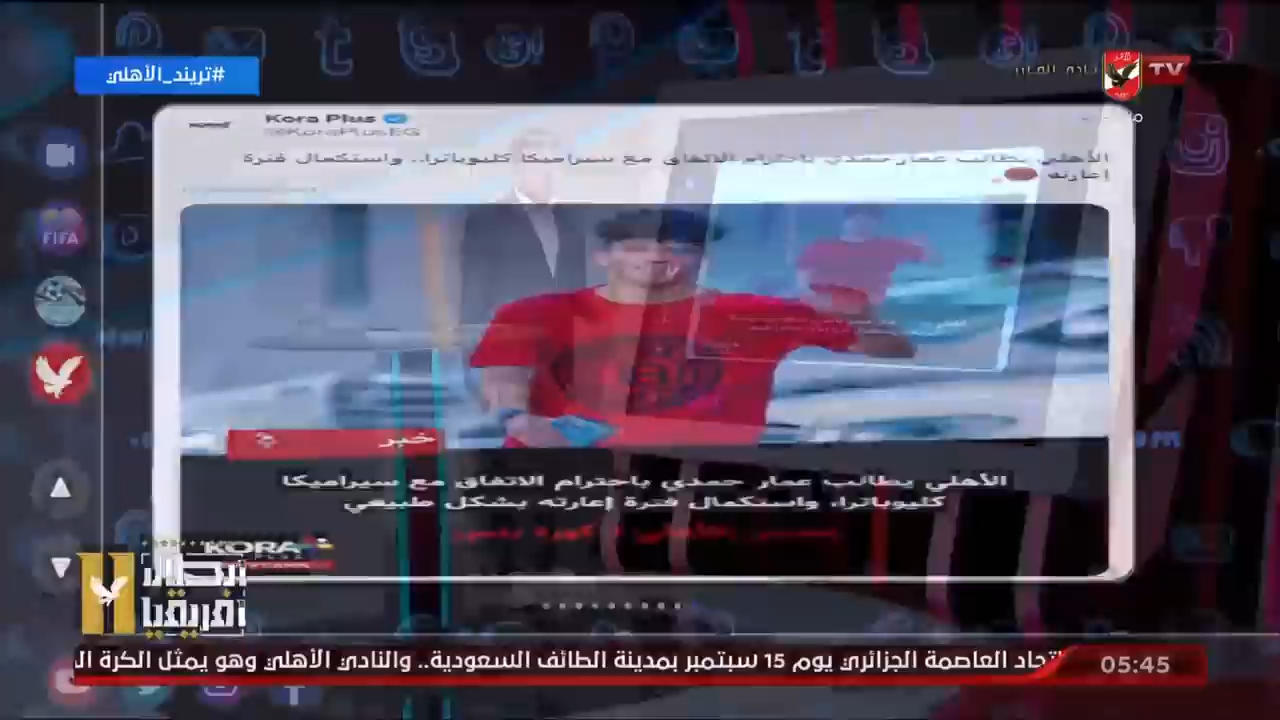 #تريند_الأهلي
TV
Kora Plus
@KoraPlusEG
الأهلي يطالب عمار حمدي باحترام الاتفاق مع سيراميكا كليوباترا.. واستكمال فترة
إعارته
FIFA
خبر
الأهلي يطالب عمار حمدي باحترام الاتفاق مع سيراميكا
كليوباترا، واستكمال فترة إعارته بشكل طبيعي
KORA
أبطال
أفريقيا
اتحاد العاصمة الجزائري يوم 15 سبتمبر بمدينة الطائف السعودية.. والنادي الأهلي وهو يمثل الكرة ال
05:45